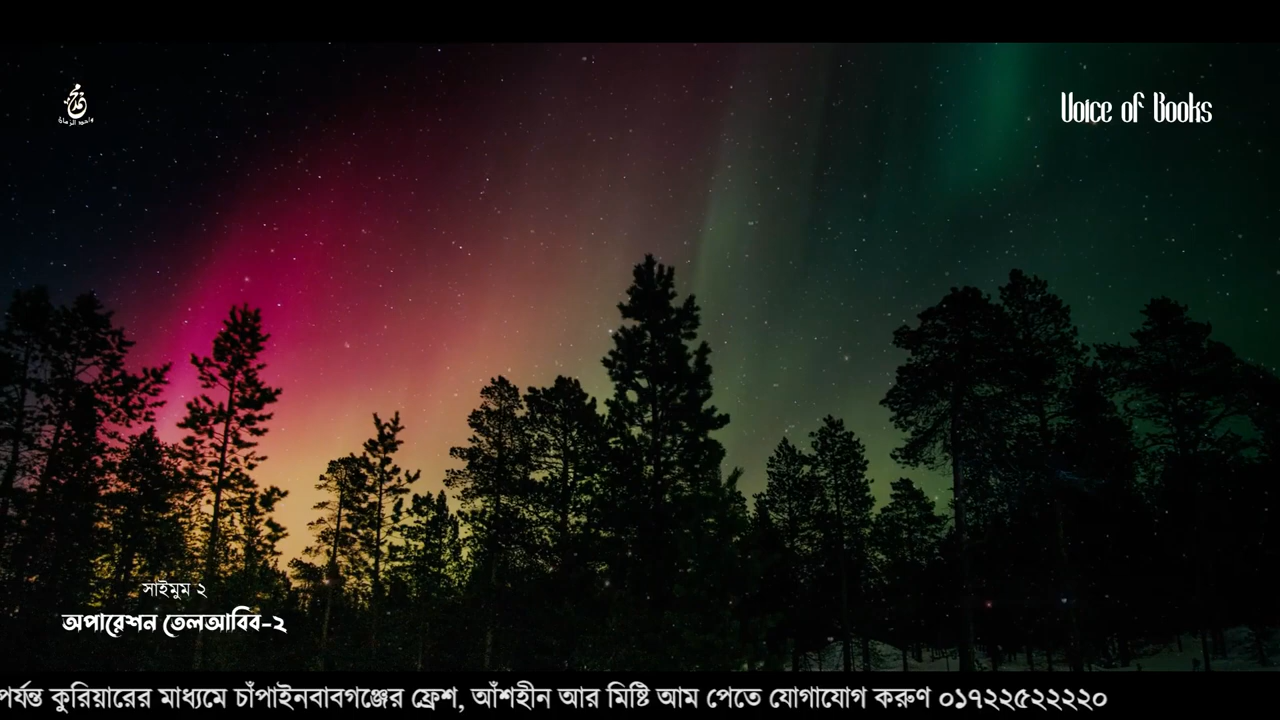 Voice of Books
সাইমুম ২
অপারেশন তেলআবিব-২
পর্যন্ত কুরিয়ারের মাধ্যমে চাঁপাইনবাবগঞ্জের ফ্রেশ, আঁশহীন আর মিষ্টি আম পেতে যোগাযোগ করুণ ০১৭২২৫২২২২০